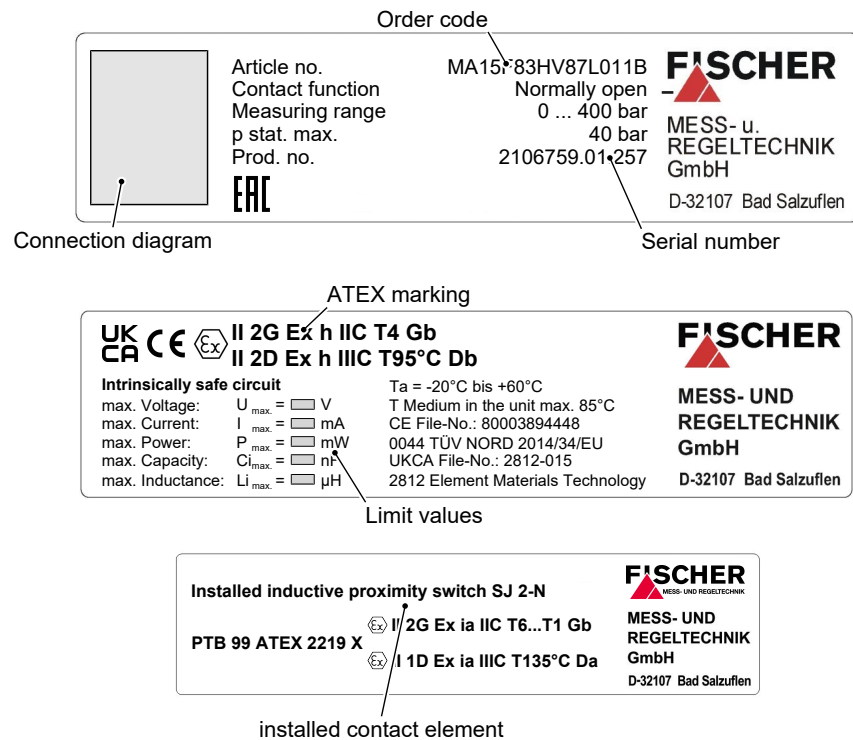 Order code
Article no. MA15F83HV87L011B
Contact function Normally open
Measuring range 0 ... 400 bar
p stat. max. 40 bar
Prod. no. 2106759.01.257
EAC
FISCHER
MESS- u.
REGELTECHNIK
GmbH
D-32107 Bad Salzuflen
Connection diagram
Serial number
ATEX marking
UK
CA CE Ex II 2G Ex h IIC T4 Gb
II 2D Ex h IIIC T95°C Db
Intrinsically safe circuit
max. Voltage: U max. = V
max. Current: I max. = mA
max. Power: P max. = mW
max. Capacity: Ci max. = nF
max. Inductance: Li max. = µH
Ta = -20°C bis +60°C
T Medium in the unit max. 85°C
CE File-No.: 80003894448
0044 TÜV NORD 2014/34/EU
UKCA File-No.: 2812-015
2812 Element Materials Technology
FISCHER
MESS- UND
REGELTECHNIK
GmbH
D-32107 Bad Salzuflen
Limit values
Installed inductive proximity switch SJ 2-N
PTB 99 ATEX 2219 X
Ex II 2G Ex ia IIC T6...T1 Gb
Ex II 1D Ex ia IIIC T135°C Da
FISCHER
MESS- UND REGELTECHNIK
MESS- UND
REGELTECHNIK
GmbH
D-32107 Bad Salzuflen
installed contact element